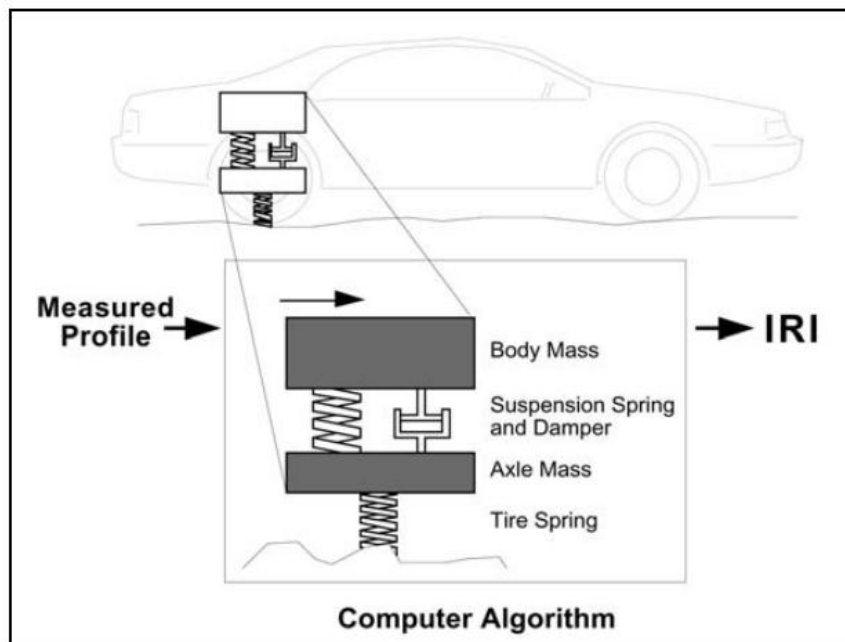 Measured
Profile
IRI
Body Mass
Suspension Spring
and Damper
Axle Mass
Tire Spring
Computer Algorithm